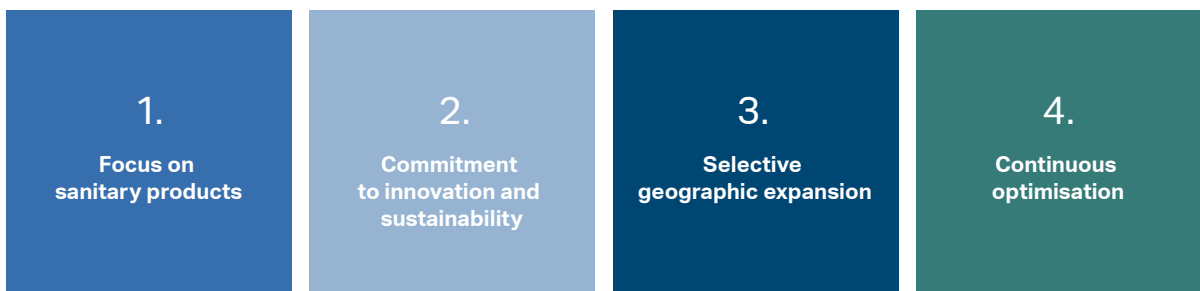 1.
Focus on
sanitary products
2.
Commitment
to innovation and
sustainability
3.
Selective
geographic expansion
4.
Continuous
optimisation